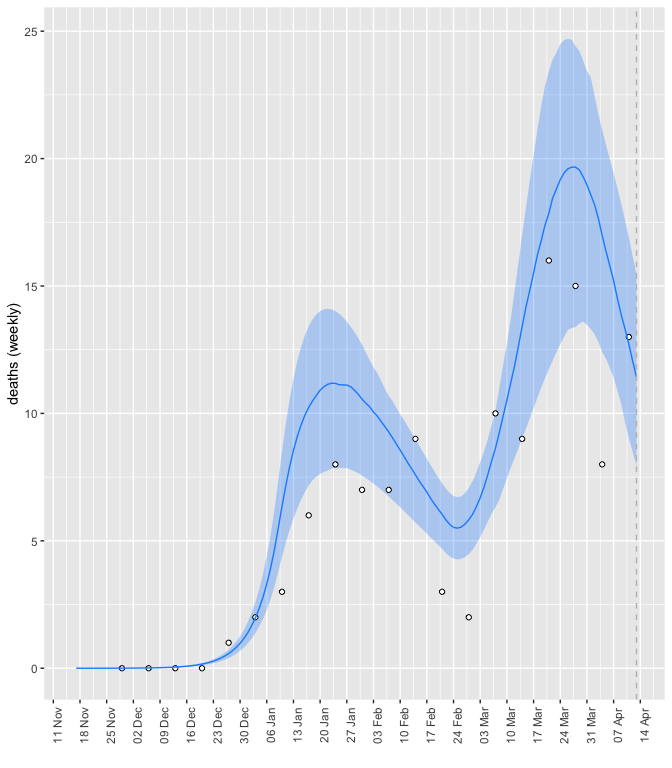 25
20
15
10
5
0
deaths (weekly)
11 Nov
18 Nov
25 Nov
02 Dec
09 Dec
16 Dec
23 Dec
30 Dec
06 Jan
13 Jan
20 Jan
27 Jan
03 Feb
10 Feb
17 Feb
24 Feb
03 Mar
10 Mar
17 Mar
24 Mar
31 Mar
07 Apr
14 Apr